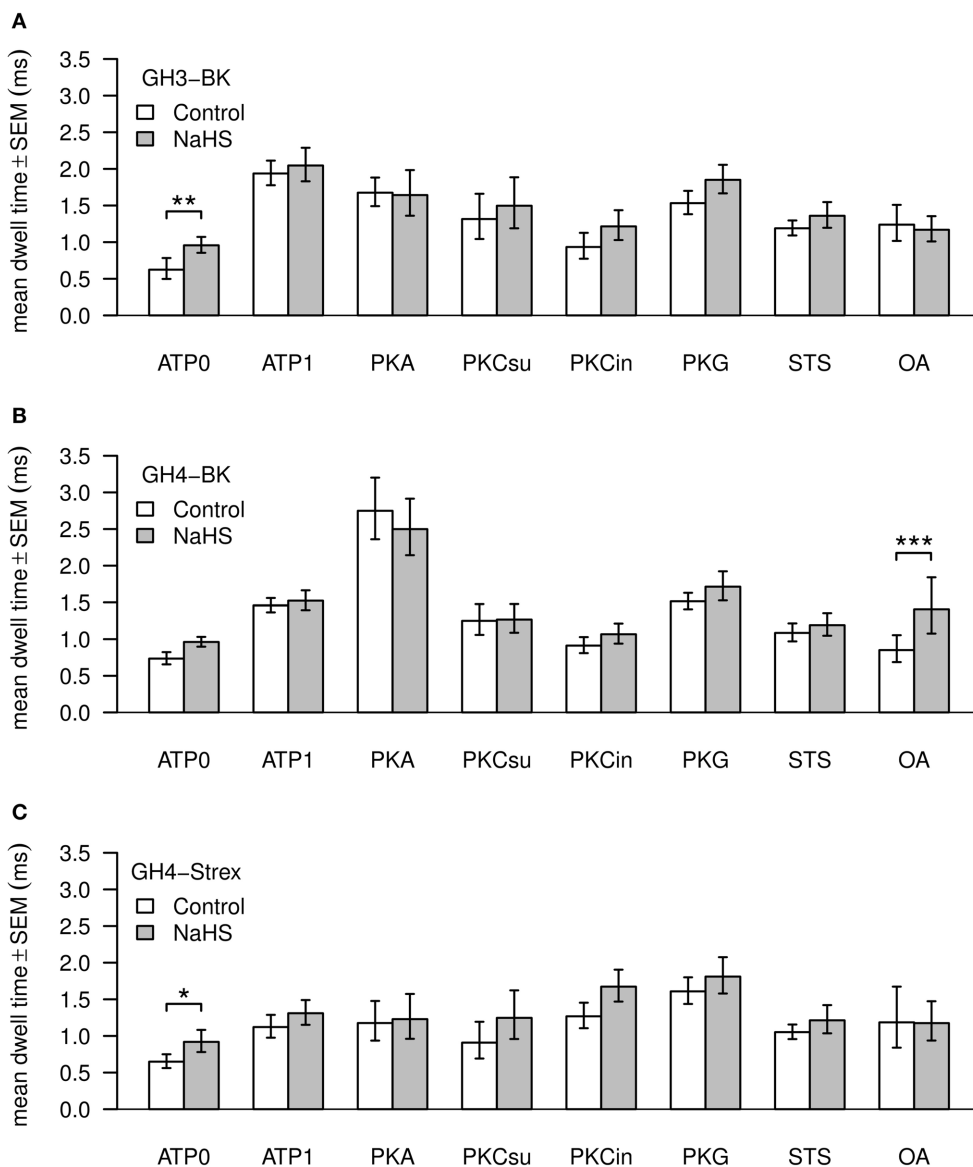 A
mean dwell time ± SEM (ms)
3.5
3.0
2.5
2.0
1.5
1.0
0.5
0.0
GH3−BK
Control
NaHS
**
ATP0 ATP1 PKA PKCsu PKCin PKG STS OA
B
mean dwell time ± SEM (ms)
3.5
3.0
2.5
2.0
1.5
1.0
0.5
0.0
GH4−BK
Control
NaHS
***
ATP0 ATP1 PKA PKCsu PKCin PKG STS OA
C
mean dwell time ± SEM (ms)
3.5
3.0
2.5
2.0
1.5
1.0
0.5
0.0
GH4−Strex
Control
NaHS
*
ATP0 ATP1 PKA PKCsu PKCin PKG STS OA